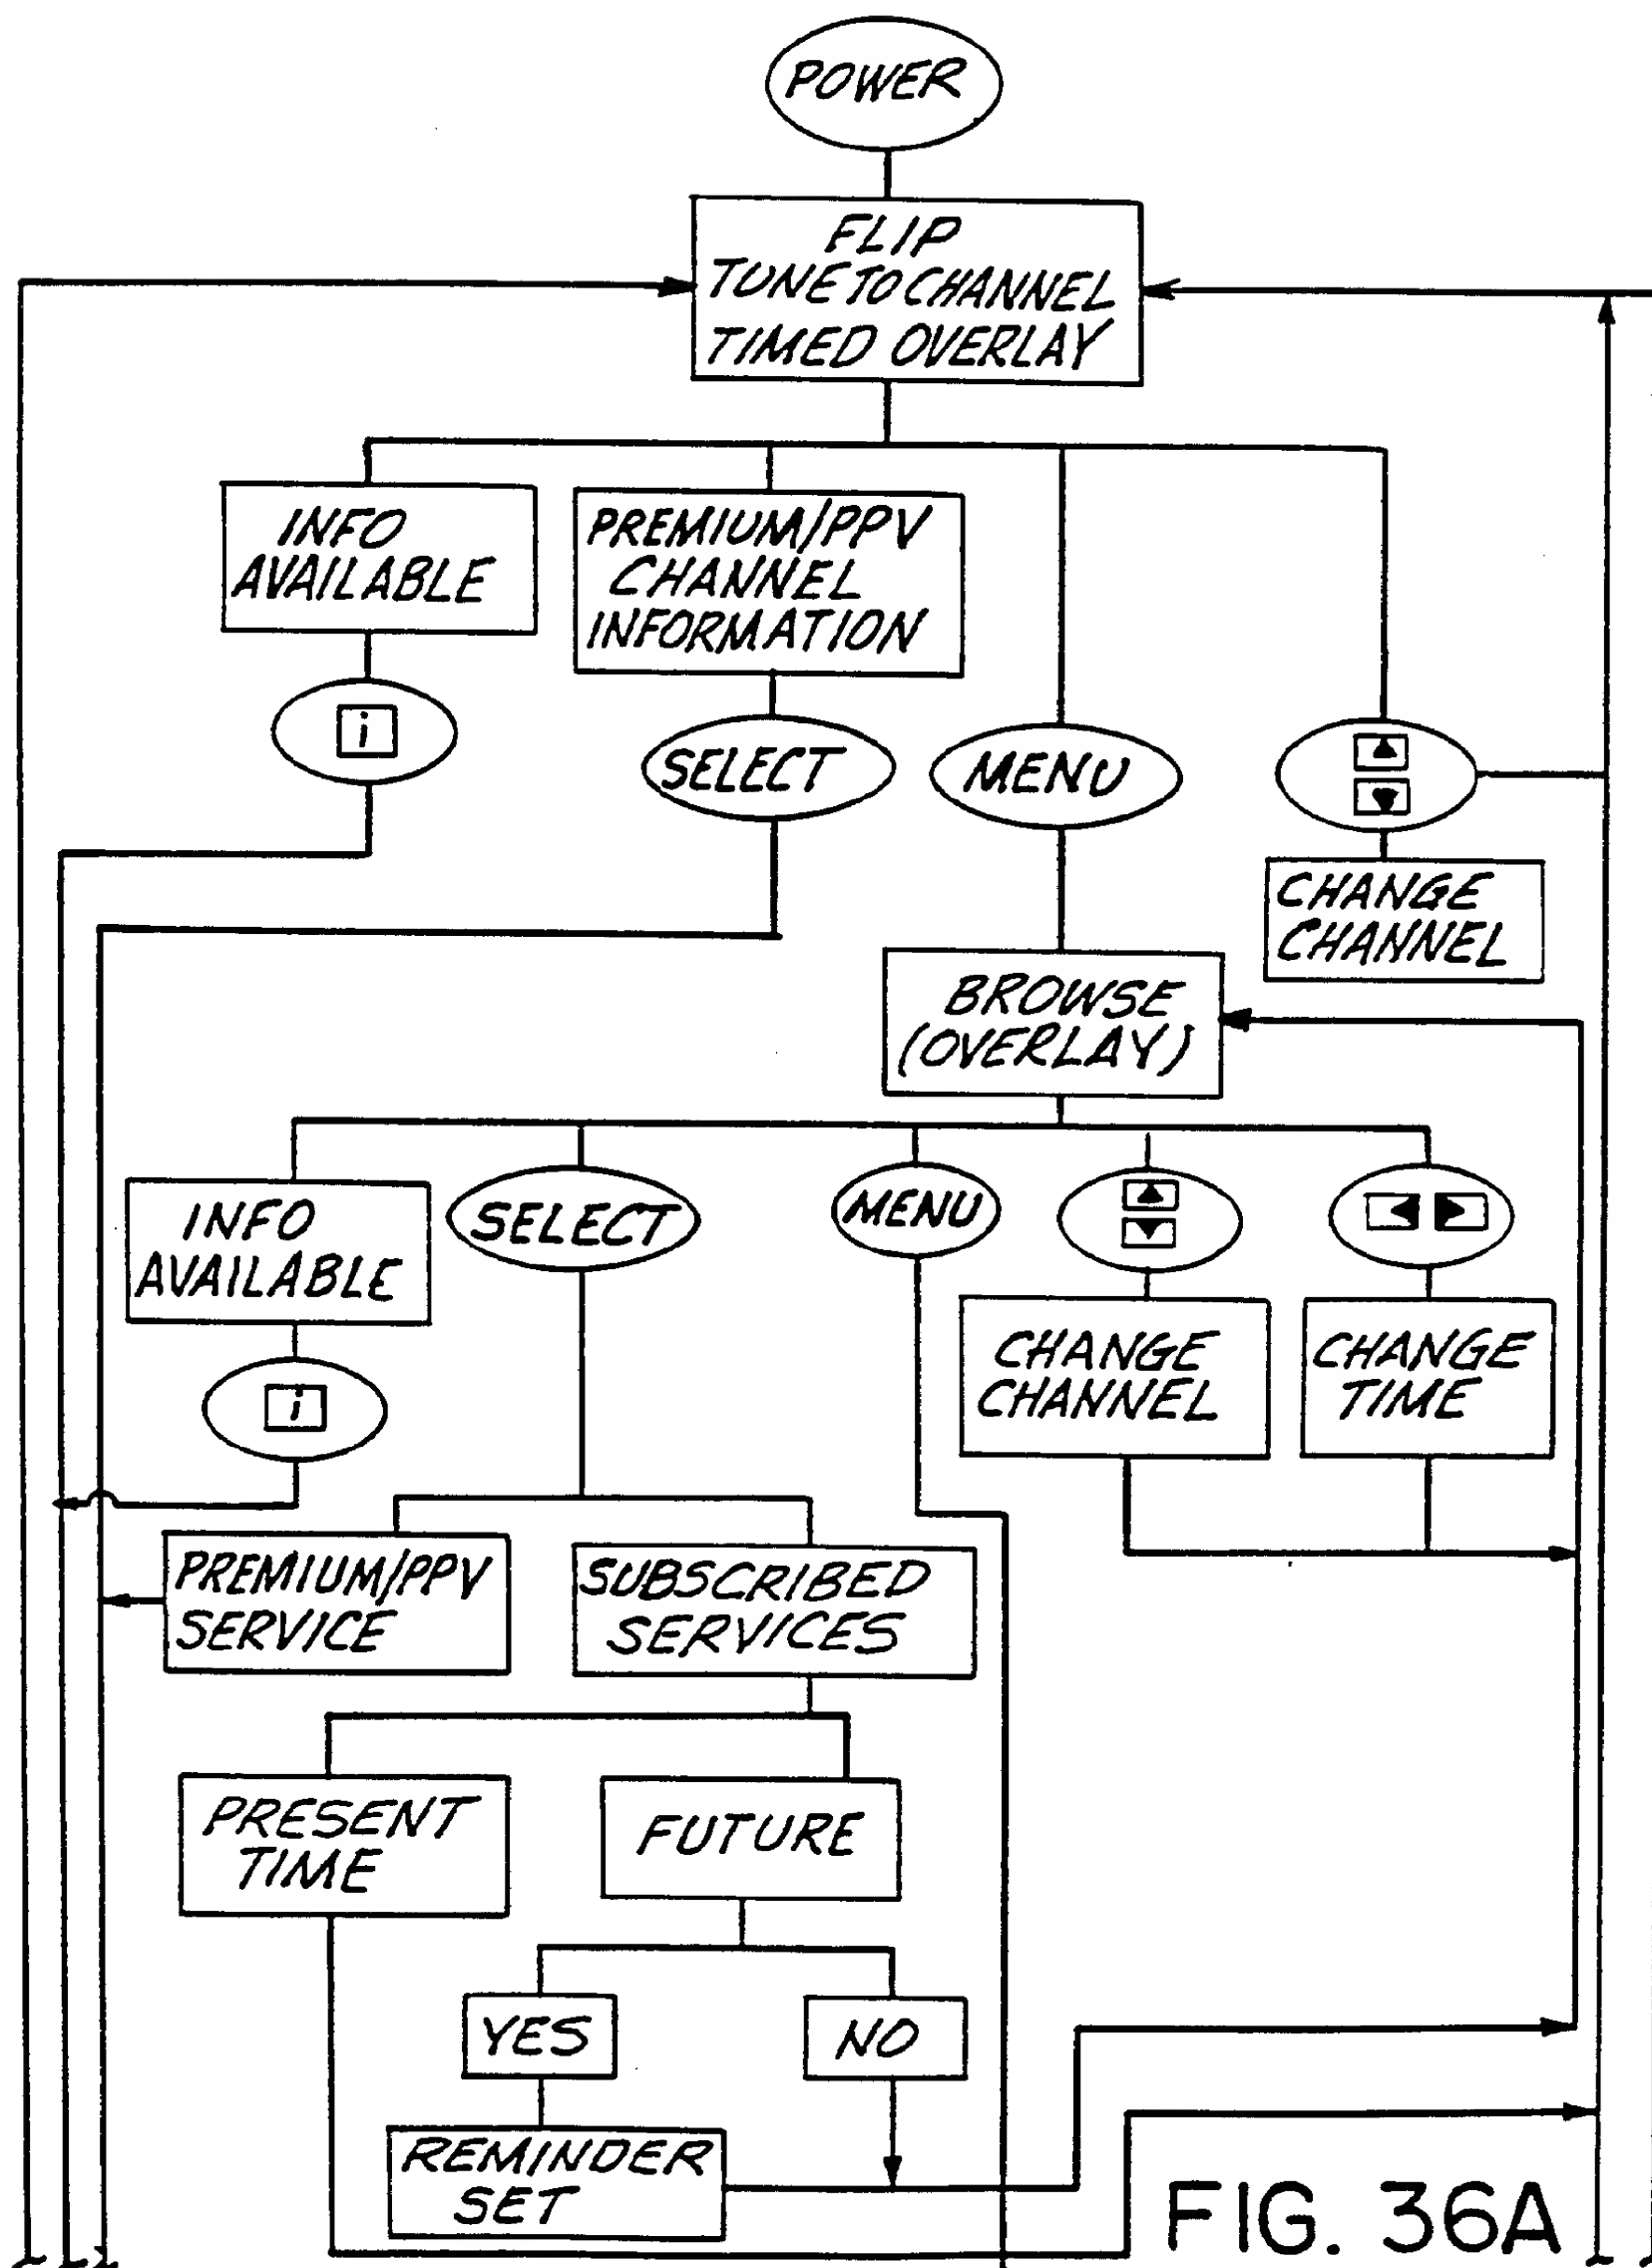 POWER
FLIP
TUNE TO CHANNEL
TIMED OVERLAY
INFO
AVAILABLE
PREMIUM/PPV
CHANNEL
INFORMATION
i
SELECT
MENU
CHANGE
CHANNEL
BROWSE
(OVERLAY)
INFO
AVAILABLE
SELECT
MENU
i
CHANGE
CHANNEL
CHANGE
TIME
PREMIUM/PPV
SERVICE
SUBSCRIBED
SERVICES
PRESENT
TIME
FUTURE
YES
NO
REMINDER
SET
FIG. 36A